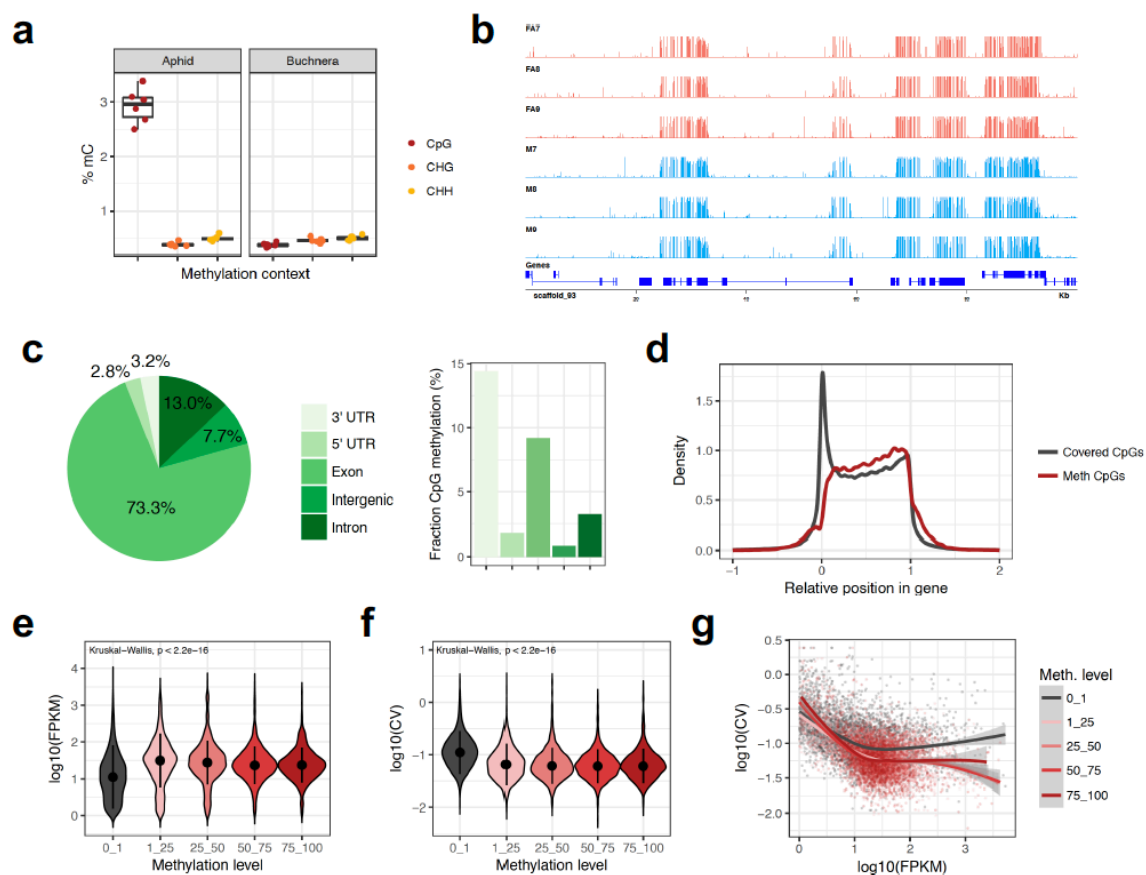 a
Aphid Buchnera
3
2
1
% mC
Methylation context
CpG
CHG
CHH
b
FA7
FA8
FA9
M7
M8
M9
Genes
scaffold_93 20 Kb
c
2.8% 3.2%
13.0%
7.7%
73.3%
3' UTR
5' UTR
Exon
Intergenic
Intron
15
10
5
0
Fraction CpG methylation (%)
d
1.5
1.0
0.5
0.0
Density
−1 0 1 2
Relative position in gene
Covered CpGs
Meth CpGs
e
Kruskal−Wallis, p < 2.2e−16
4
3
2
1
0
log10(FPKM)
0_1 1_25 25_50 50_75 75_100
Methylation level
f
Kruskal−Wallis, p < 2.2e−16
1
0
−1
−2
log10(CV)
0_1 1_25 25_50 50_75 75_100
Methylation level
g
0.5
0.0
−0.5
−1.0
−1.5
−2.0
log10(CV)
0 1 2 3
log10(FPKM)
Meth. level
0_1
1_25
25_50
50_75
75_100